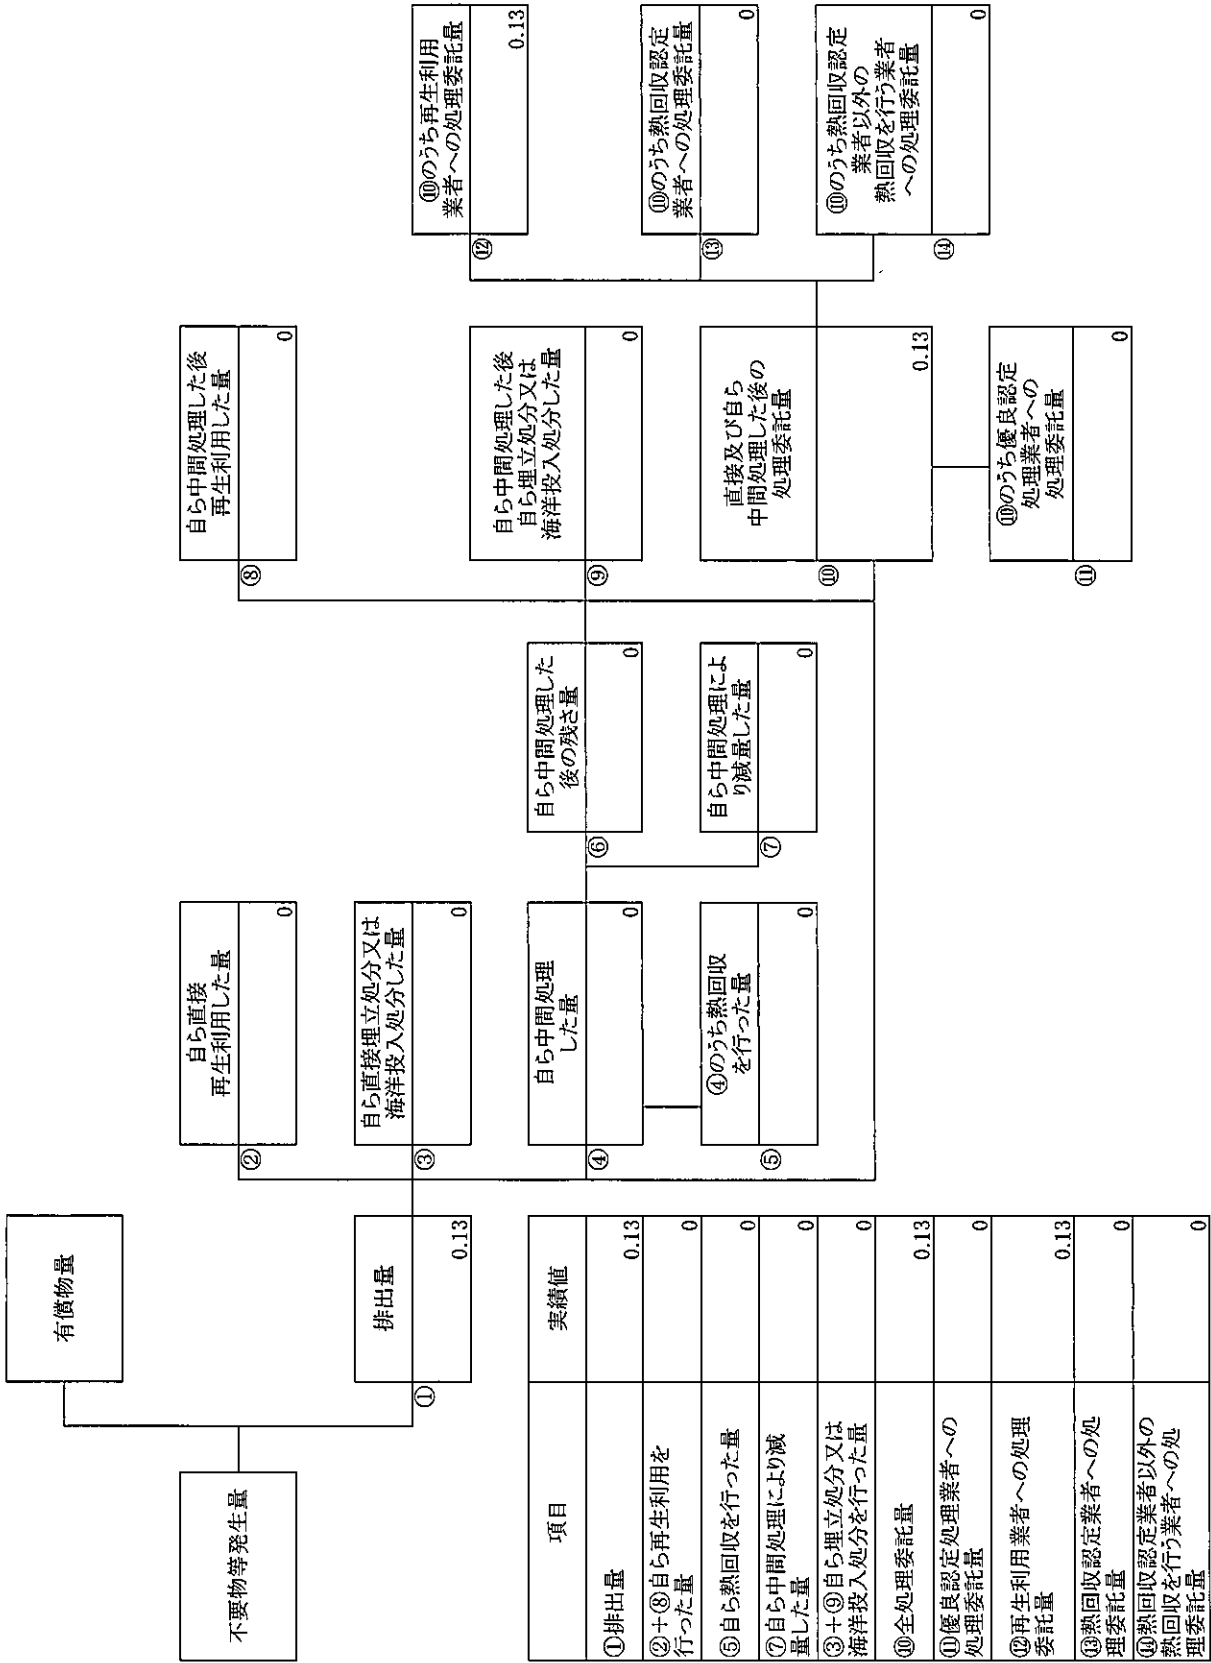 不要物等発生量
有償物量
①
排出量
0.13
②
自ら直接
再生利用した量
0
③
自ら直接埋立処分又は
海洋投入処分した量
0
④
自ら中間処理
した量
0
⑤
④のうち熱回収
を行った量
0
⑥
自ら中間処理した
後の残さ量
0
⑦
自ら中間処理によ
り減量した量
0
⑧
自ら中間処理した後
再生利用した量
0
⑨
自ら中間処理した後
自ら埋立処分又は
海洋投入処分した量
0
⑩
直接及び自ら
中間処理した後の
処理委託量
0.13
⑪
⑩のうち優良認定
処理業者への
処理委託量
0
⑫
⑩のうち再生利用
業者への処理委託量
0.13
⑬
⑩のうち熱回収認定
業者への処理委託量
0
⑭
⑩のうち熱回収認定
業者以外の
熱回収を行う業者
への処理委託量
0
項目
実績値
①排出量
0.13
②+⑧自ら再生利用を
行った量
0
⑤自ら熱回収を行った量
0
⑦自ら中間処理により減
量した量
0
③+⑨自ら埋立処分又は
海洋投入処分を行った量
0
⑩全処理委託量
0.13
⑪優良認定処理業者への
処理委託量
0
⑫再生利用業者への処理
委託量
0.13
⑬熱回収認定業者への処
理委託量
0
⑭熱回収認定業者以外の
熱回収を行う業者への処
理委託量
0